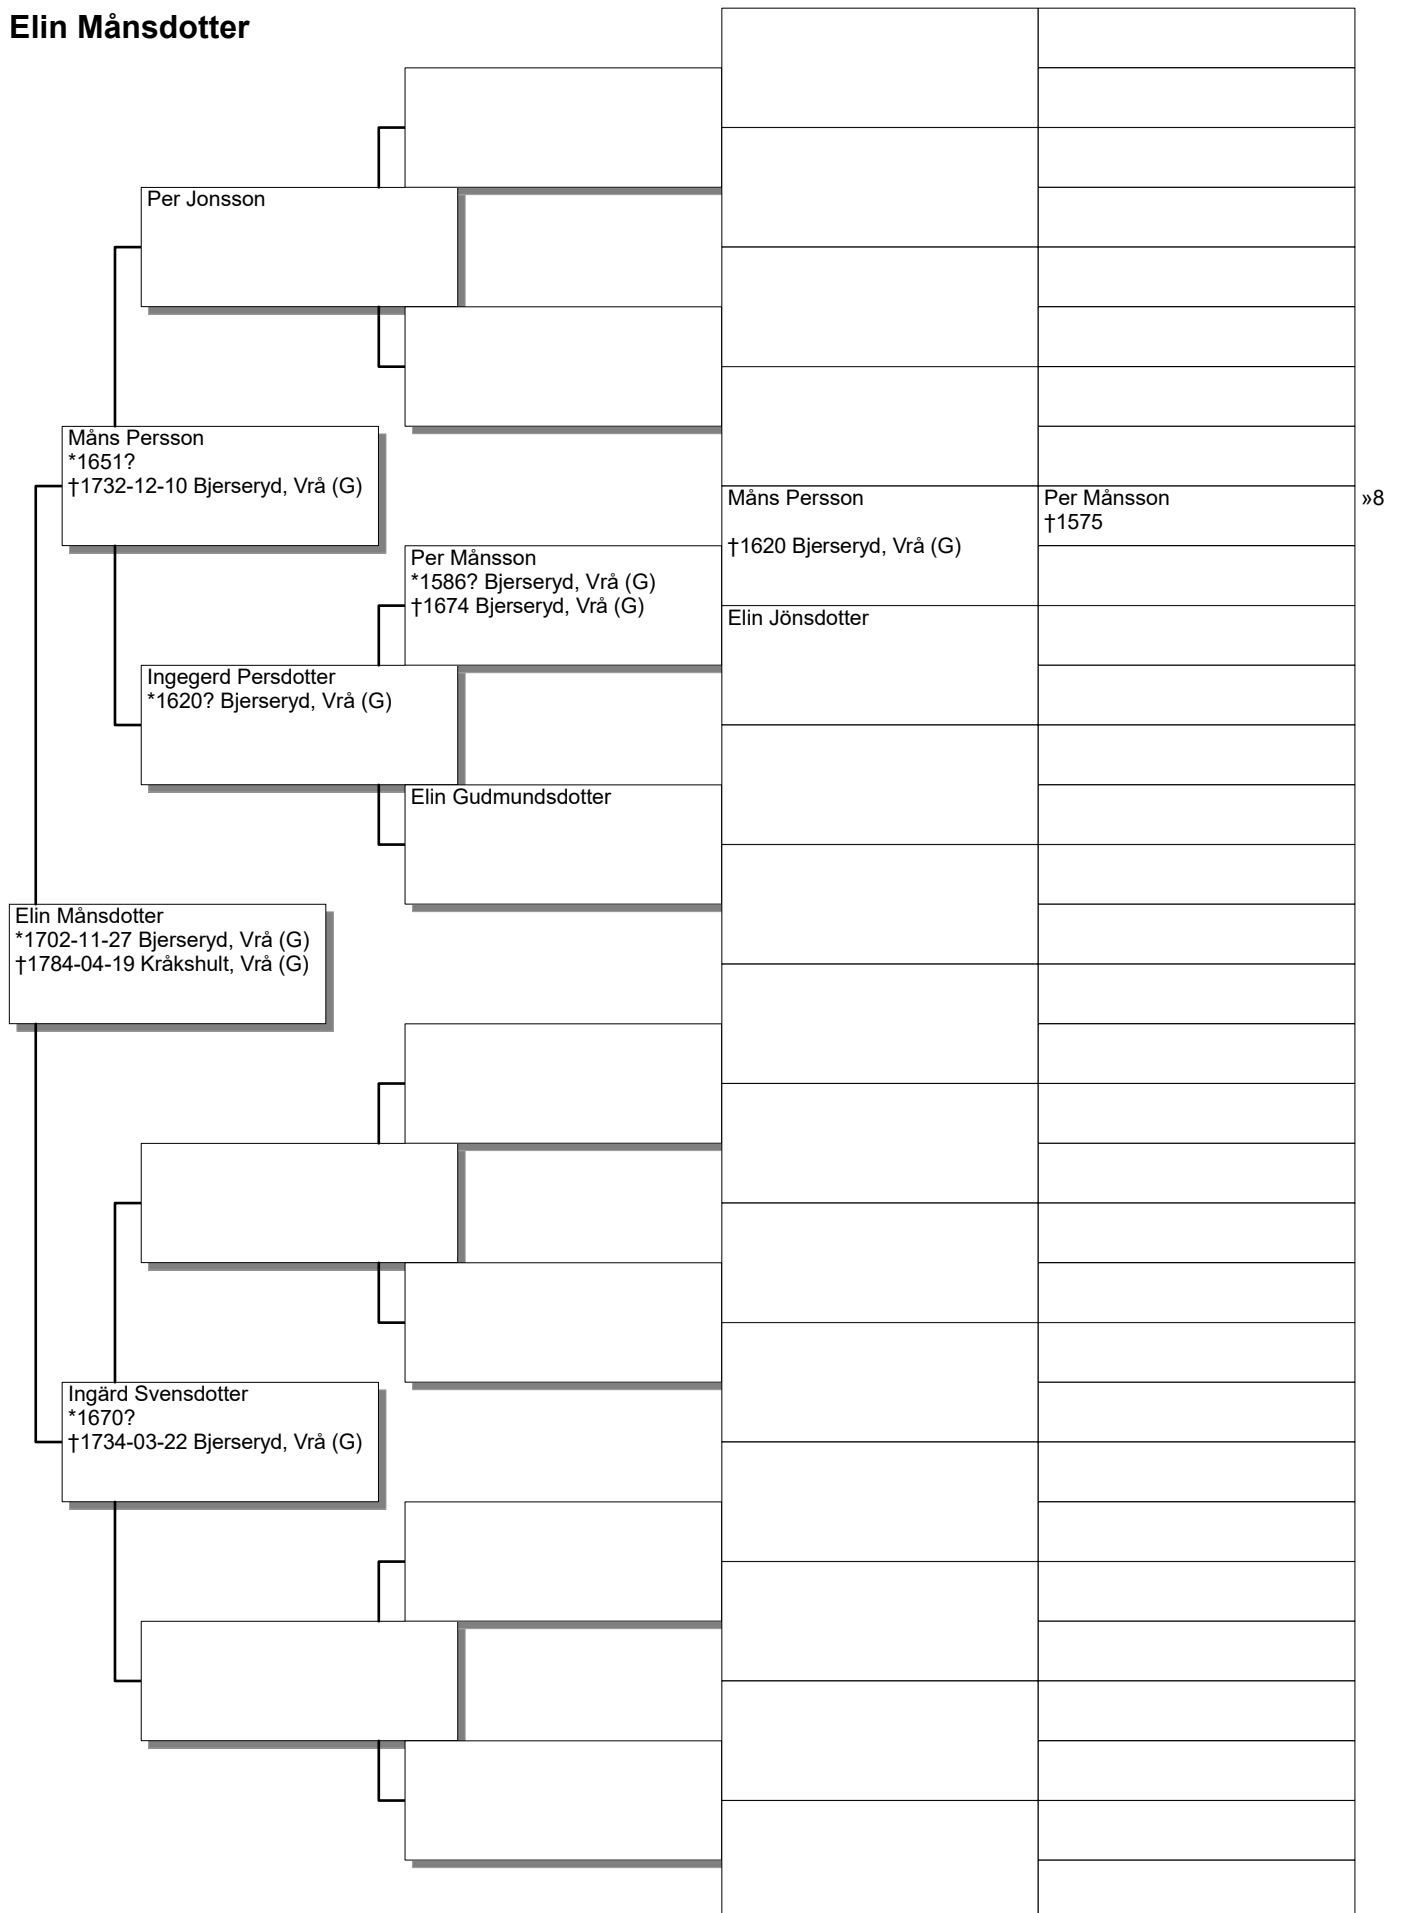 Elin Månsdotter
Per Jonsson
Måns Persson
*1651?
†1732-12-10 Bjerseryd, Vrå (G)
Måns Persson
†1620 Bjerseryd, Vrå (G)
Per Månsson
†1575
»8
Per Månsson
*1586? Bjerseryd, Vrå (G)
†1674 Bjerseryd, Vrå (G)
Elin Jönsdotter
Ingegerd Persdotter
*1620? Bjerseryd, Vrå (G)
Elin Gudmundsdotter
Elin Månsdotter
*1702-11-27 Bjerseryd, Vrå (G)
†1784-04-19 Kråkshult, Vrå (G)
Ingärd Svensdotter
*1670?
†1734-03-22 Bjerseryd, Vrå (G)